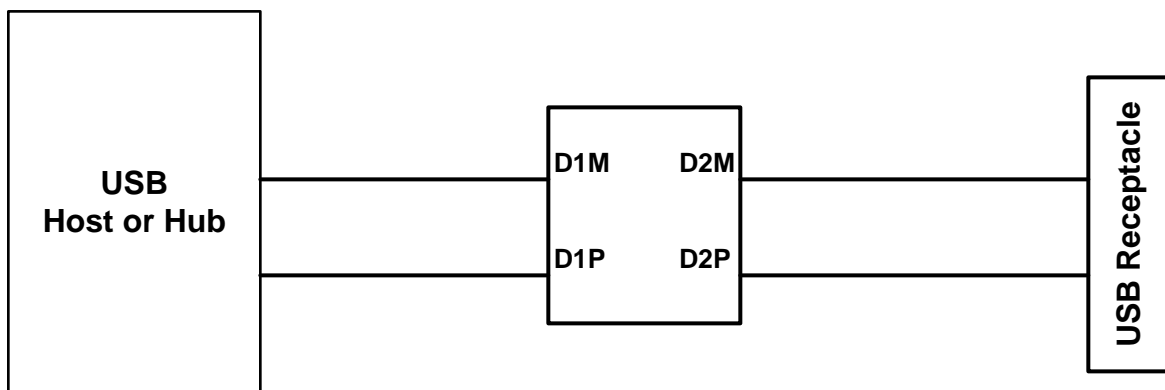 USB
Host or Hub
D1M
D2M
D1P
D2P
USB Receptacle